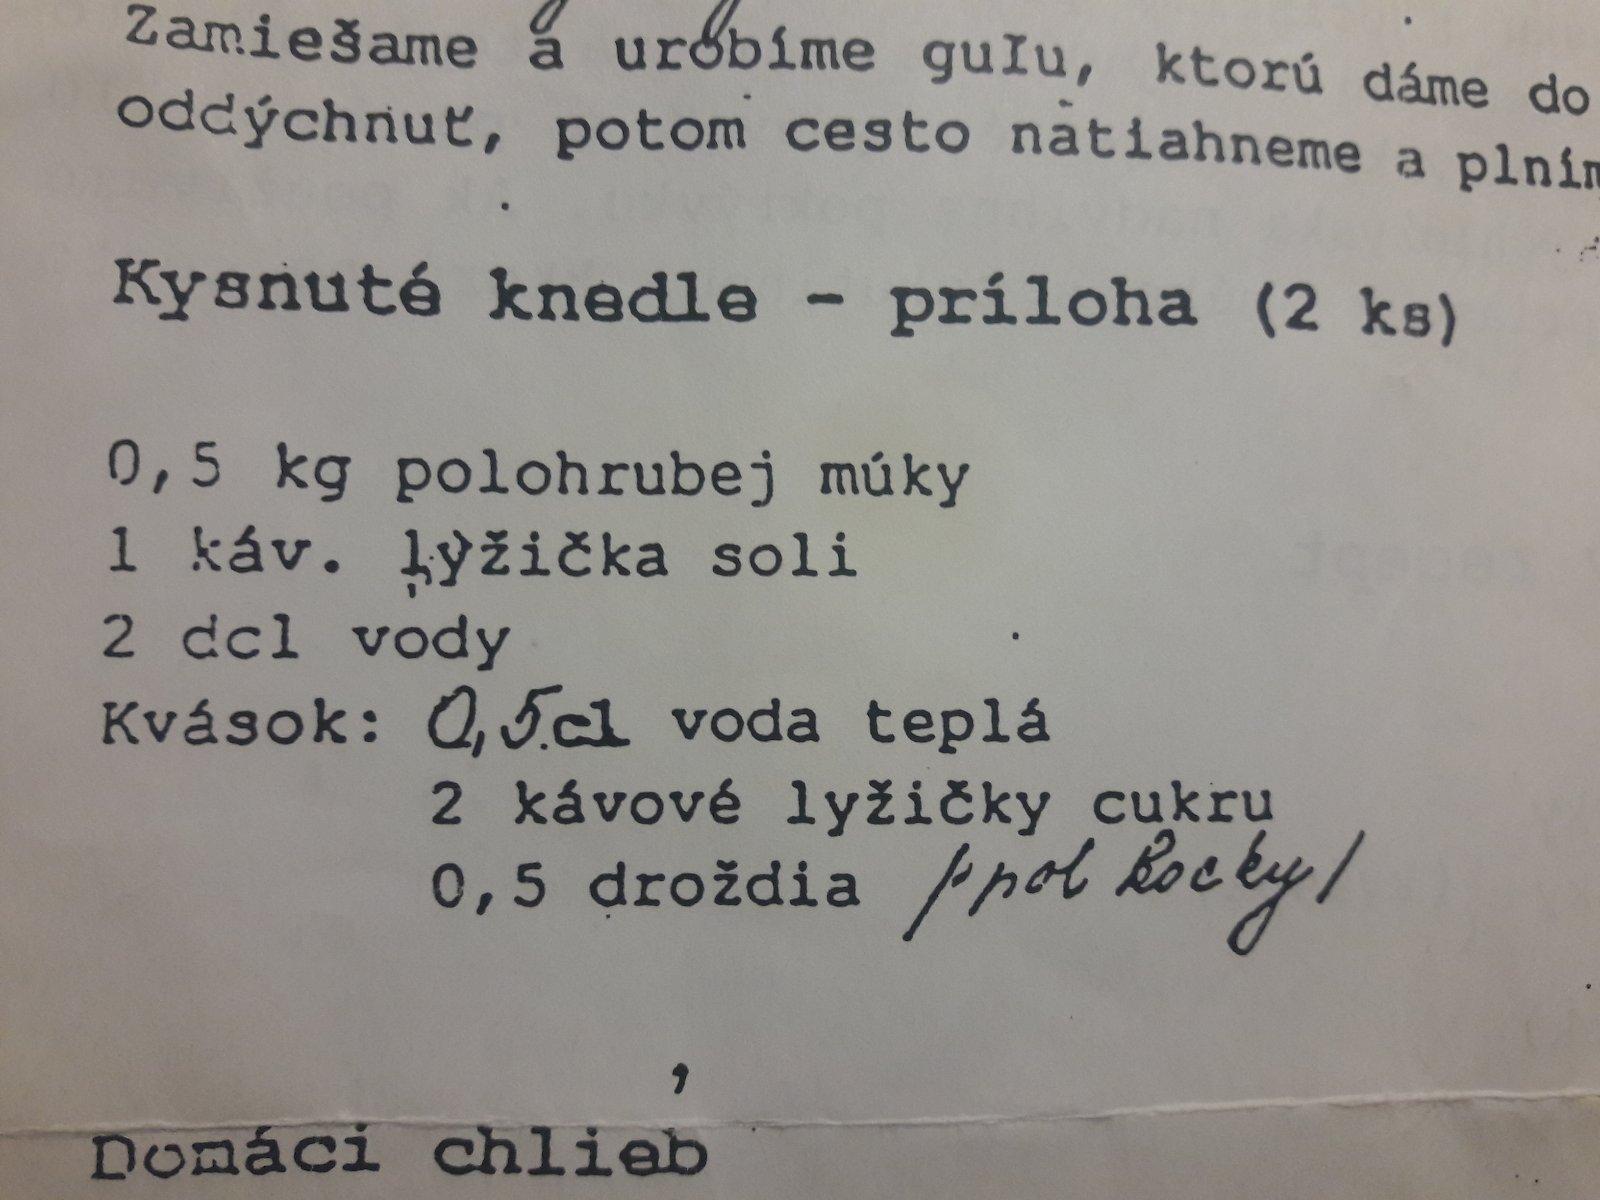 Zamiešame a urobíme guľu, ktorú dáme do
oddýchnuť, potom cesto natiahneme a plním
Kysnuté knedle - príloha (2 ks)
0,5 kg polohrubej múky
1 káv. lyžička soli
2 dcl vody
Kvások: 0,5 cl voda teplá
2 kávové lyžičky cukru
0,5 droždia /pol kocky/
Domáci chlieb